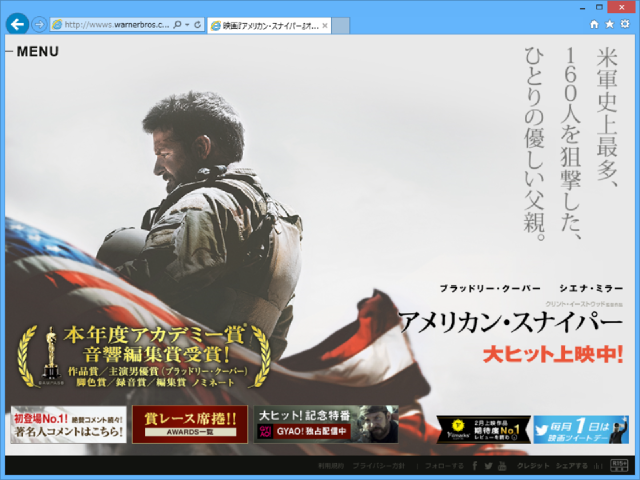 http://wwws.warnerbros.c...
映画『アメリカン・スナイパー』オ...
MENU
米軍史上最多、
160人を狙撃した、
ひとりの優しい父親。
ブラッドリー・クーパー シエナ・ミラー
クリント・イーストウッド監督作品
アメリカン・スナイパー
大ヒット上映中!
本年度アカデミー賞®
音響編集賞受賞!
作品賞/主演男優賞(ブラッドリー・クーパー)
脚色賞/録音賞/編集賞 ノミネート
初登場No.1! 絶賛コメント続々!
著名人コメントはこちら!
賞レース席捲!!
AWARDS一覧
大ヒット!記念特番
GYAO! 独占配信中
2月上映作品
期待度No.1
レビューを読む
毎月1日は
映画ツイートデー
利用規約 プライバシー方針 フォローする クレジット シェアする
R15+